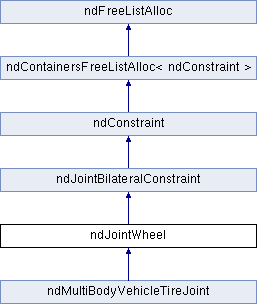 ndFreeListAlloc
ndContainersFreeListAlloc< ndConstraint >
ndConstraint
ndJointBilateralConstraint
ndJointWheel
ndMultiBodyVehicleTireJoint